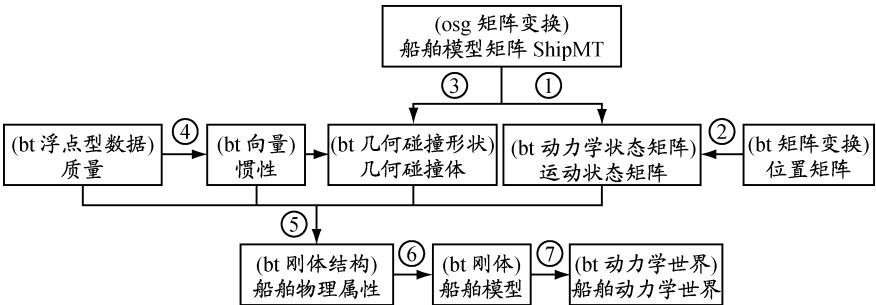 (osg 矩阵变换)
船舶模型矩阵 ShipMT
③
①
(bt 浮点型数据)
质量
④
(bt 向量)
惯性
(bt 几何碰撞形状)
几何碰撞体
(bt 动力学状态矩阵)
运动状态矩阵
②
(bt 矩阵变换)
位置矩阵
⑤
(bt 刚体结构)
船舶物理属性
⑥
(bt 刚体)
船舶模型
⑦
(bt 动力学世界)
船舶动力学世界